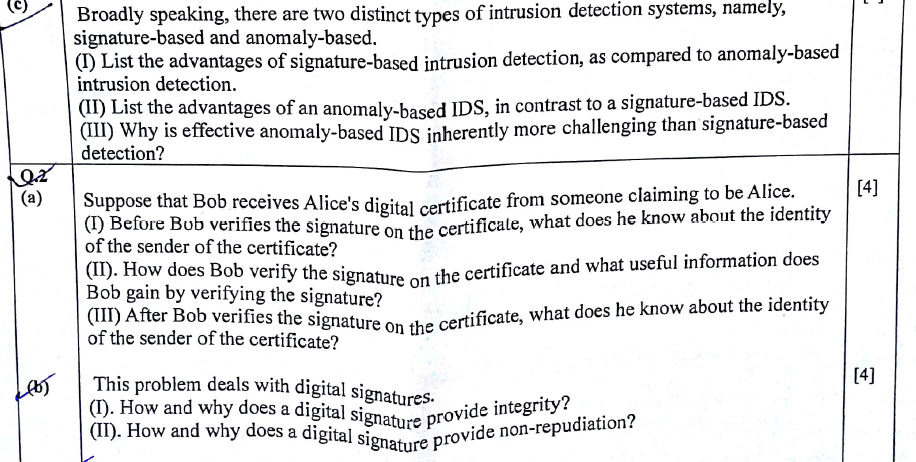 (c)
Broadly speaking, there are two distinct types of intrusion detection systems, namely,
signature-based and anomaly-based.
(I) List the advantages of signature-based intrusion detection, as compared to anomaly-based
intrusion detection.
(II) List the advantages of an anomaly-based IDS, in contrast to a signature-based IDS.
(III) Why is effective anomaly-based IDS inherently more challenging than signature-based
detection?
Q.2
(a)
Suppose that Bob receives Alice's digital certificate from someone claiming to be Alice.
[4]
(I) Before Bob verifies the signature on the certificate, what does he know about the identity
of the sender of the certificate?
(II). How does Bob verify the signature on the certificate and what useful information does
Bob gain by verifying the signature?
(III) After Bob verifies the signature on the certificate, what does he know about the identity
of the sender of the certificate?
(b)
This problem deals with digital signatures.
[4]
(I). How and why does a digital signature provide integrity?
(II). How and why does a digital signature provide non-repudiation?